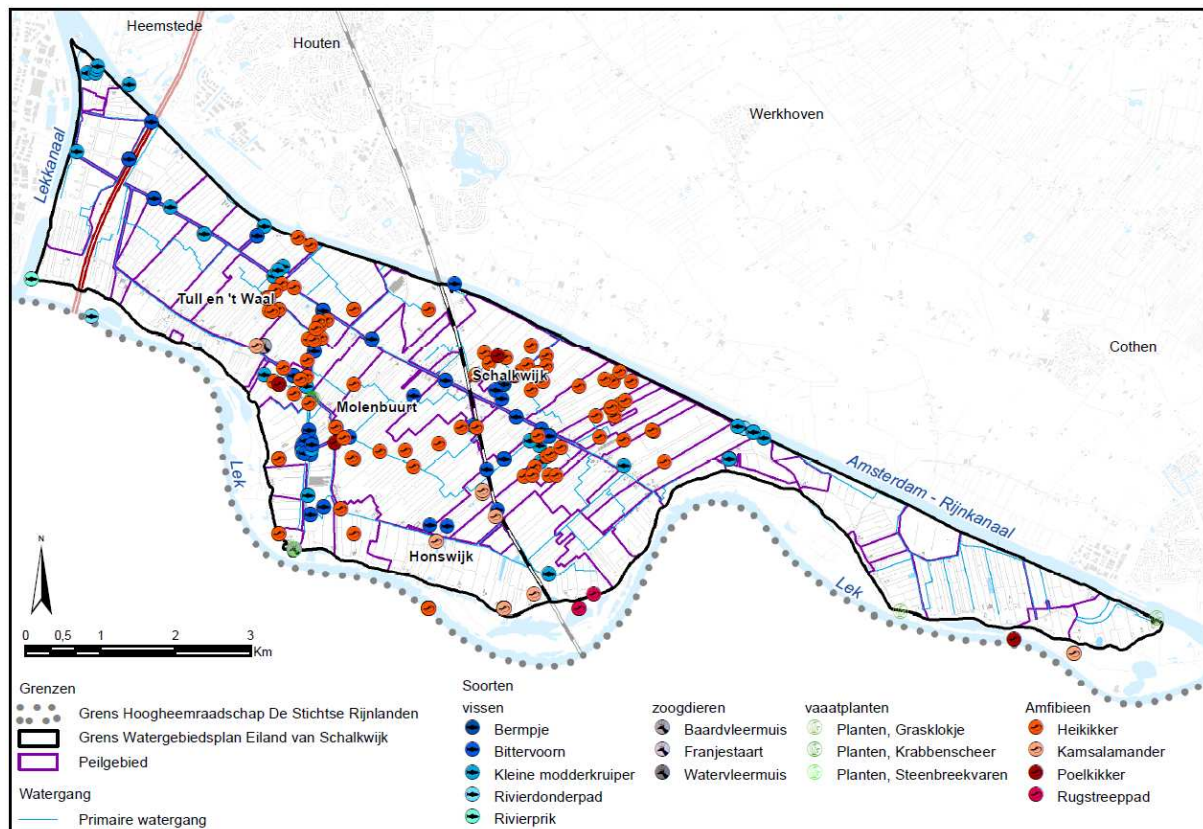 Heemstede
Houten
Werkhoven
Lekkanaal
Tull en 't Waal
Cothen
Schalkwijk
Molenbuurt
Lek
Amsterdam - Rijnkanaal
Honswijk
Lek
N
0 0,5 1 2 3
Km
Grenzen
Grens Hoogheemraadschap De Stichtse Rijnlanden
Grens Watergebiedsplan Eiland van Schalkwijk
Peilgebied
Watergang
Primaire watergang
Soorten
vissen
Bermpje
Bittervoorn
Kleine modderkruiper
Rivierdonderpad
Rivierprik
zoogdieren
Baardvleermuis
Franjestaart
Watervleermuis
vaaatplanten
Planten, Grasklokje
Planten, Krabbenscheer
Planten, Steenbreekvaren
Amfibieen
Heikikker
Kamsalamander
Poelkikker
Rugstreeppad